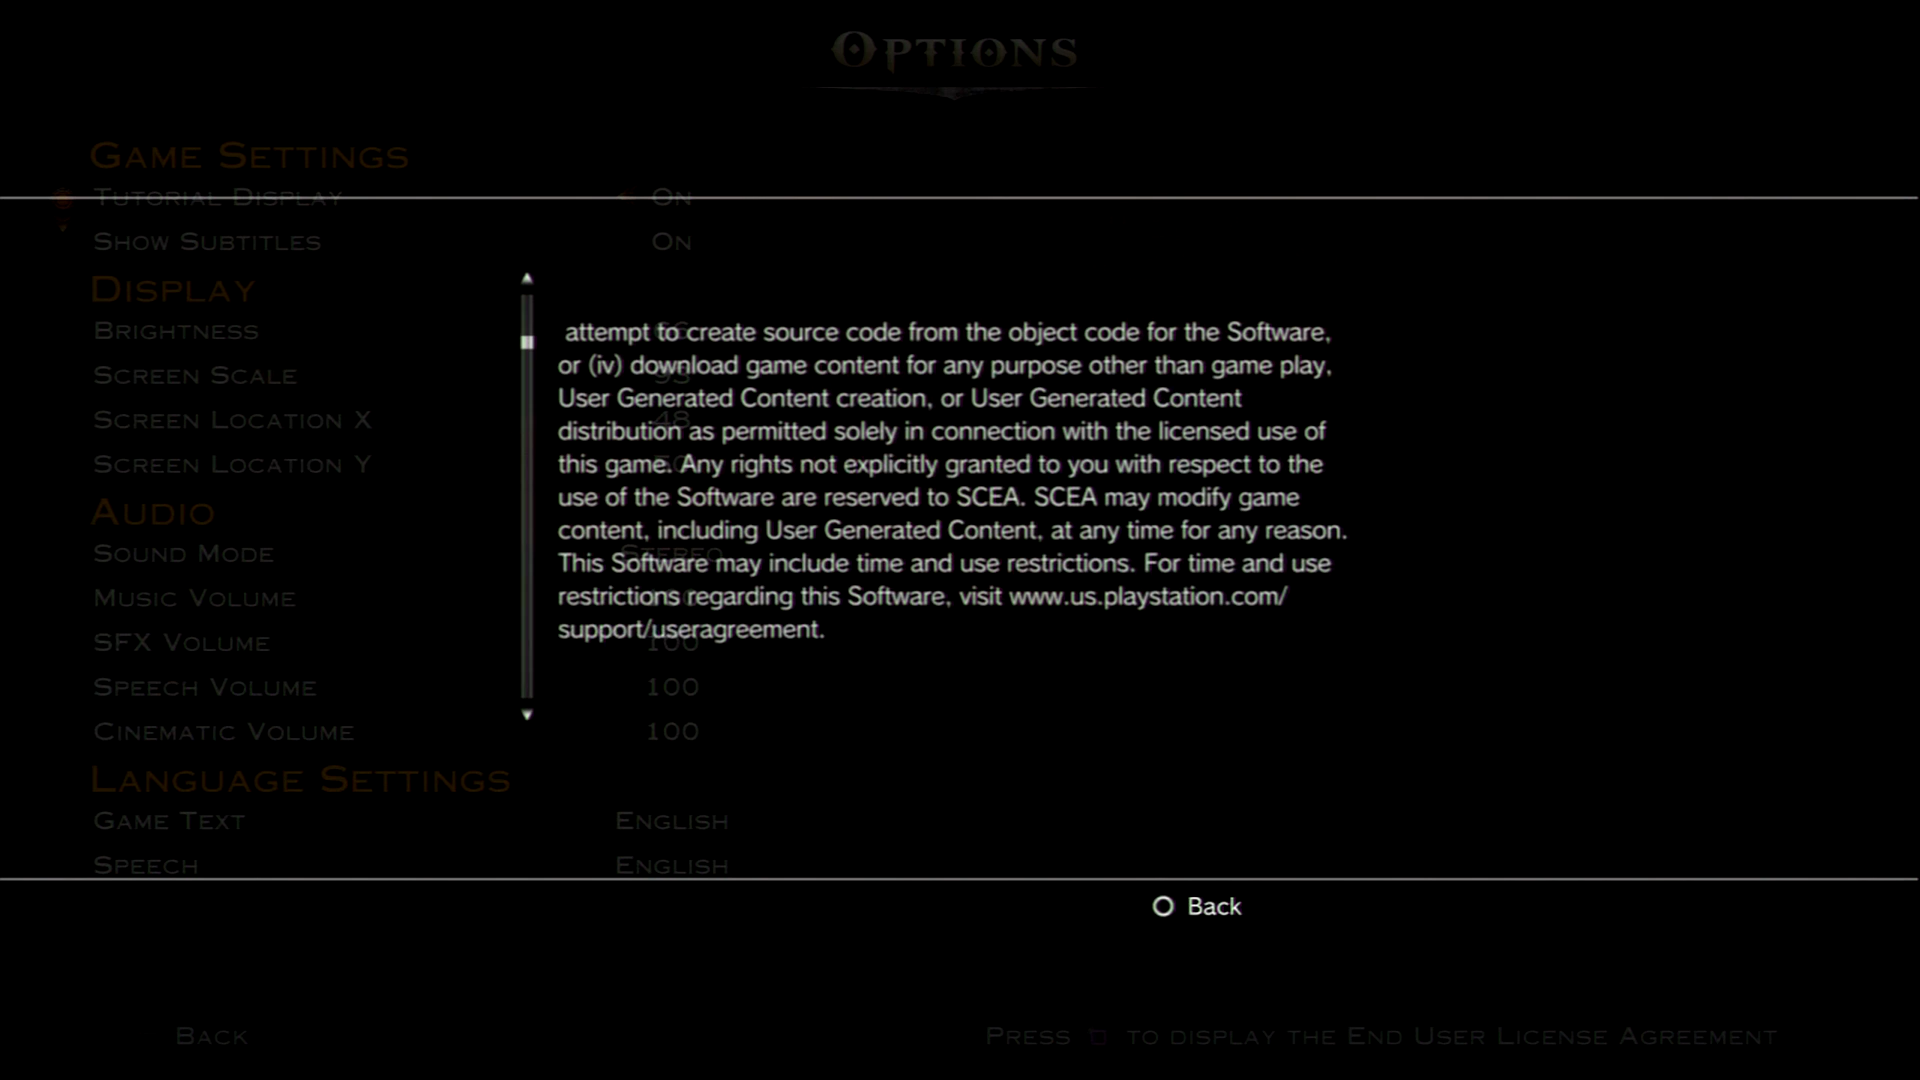 OPTIONS
GAME SETTINGS
TUTORIAL DISPLAY ON
SHOW SUBTITLES ON
DISPLAY
BRIGHTNESS
SCREEN SCALE
SCREEN LOCATION X 48
SCREEN LOCATION Y
AUDIO
SOUND MODE STEREO
MUSIC VOLUME
SFX VOLUME 100
SPEECH VOLUME 100
CINEMATIC VOLUME 100
LANGUAGE SETTINGS
GAME TEXT ENGLISH
SPEECH ENGLISH
attempt to create source code from the object code for the Software,
or (iv) download game content for any purpose other than game play,
User Generated Content creation, or User Generated Content
distribution as permitted solely in connection with the licensed use of
this game. Any rights not explicitly granted to you with respect to the
use of the Software are reserved to SCEA. SCEA may modify game
content, including User Generated Content, at any time for any reason.
This Software may include time and use restrictions. For time and use
restrictions regarding this Software, visit www.us.playstation.com/
support/useragreement.
Back
BACK
PRESS TO DISPLAY THE END USER LICENSE AGREEMENT